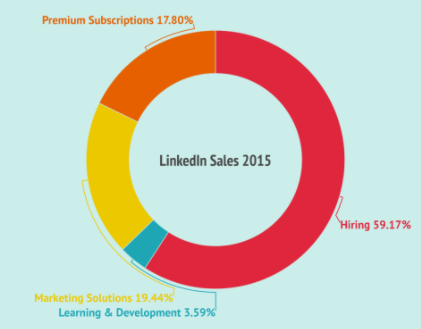 Premium Subscriptions 17.80%
LinkedIn Sales 2015
Hiring 59.17%
Marketing Solutions 19.44%
Learning & Development 3.59%